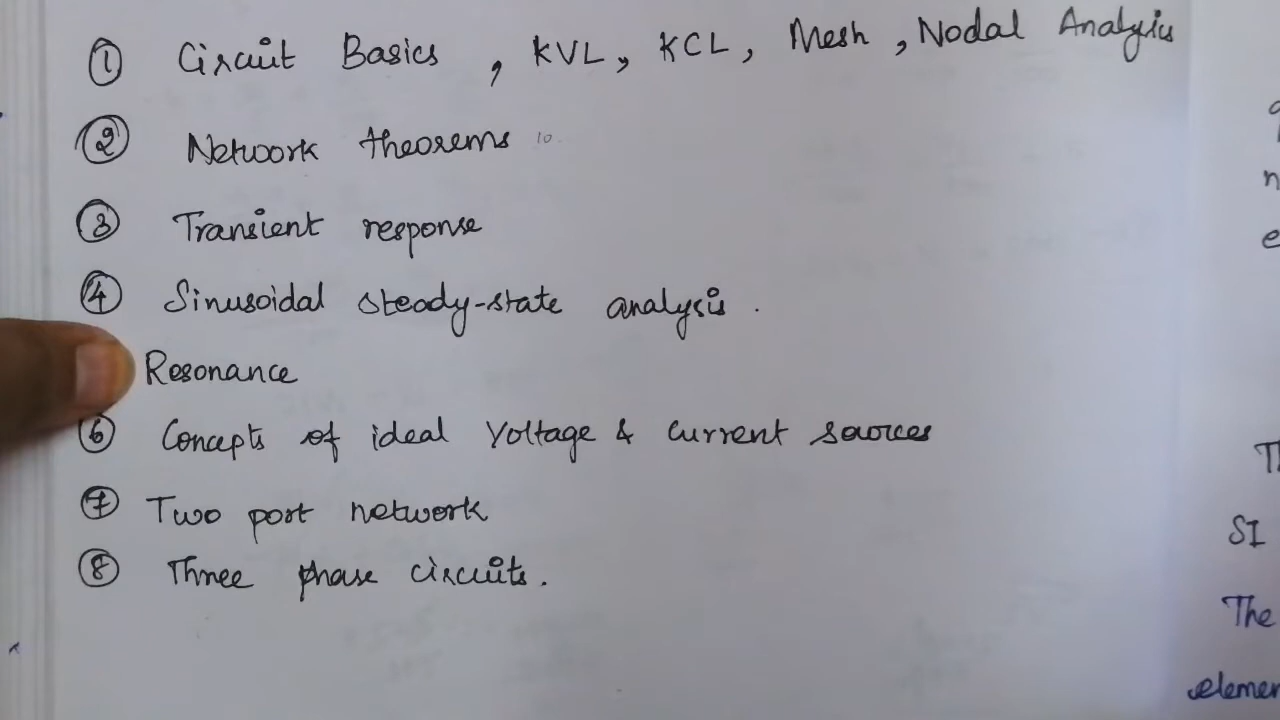 ① Circuit Basics , KVL, KCL, Mesh , Nodal Analysis
② Network theorems 10
③ Transient response
④ Sinusoidal steady-state analysis .
Resonance
⑥ Concepts of ideal Voltage & Current sources
⑦ Two port network
⑧ Three phase circuits.
SI
The